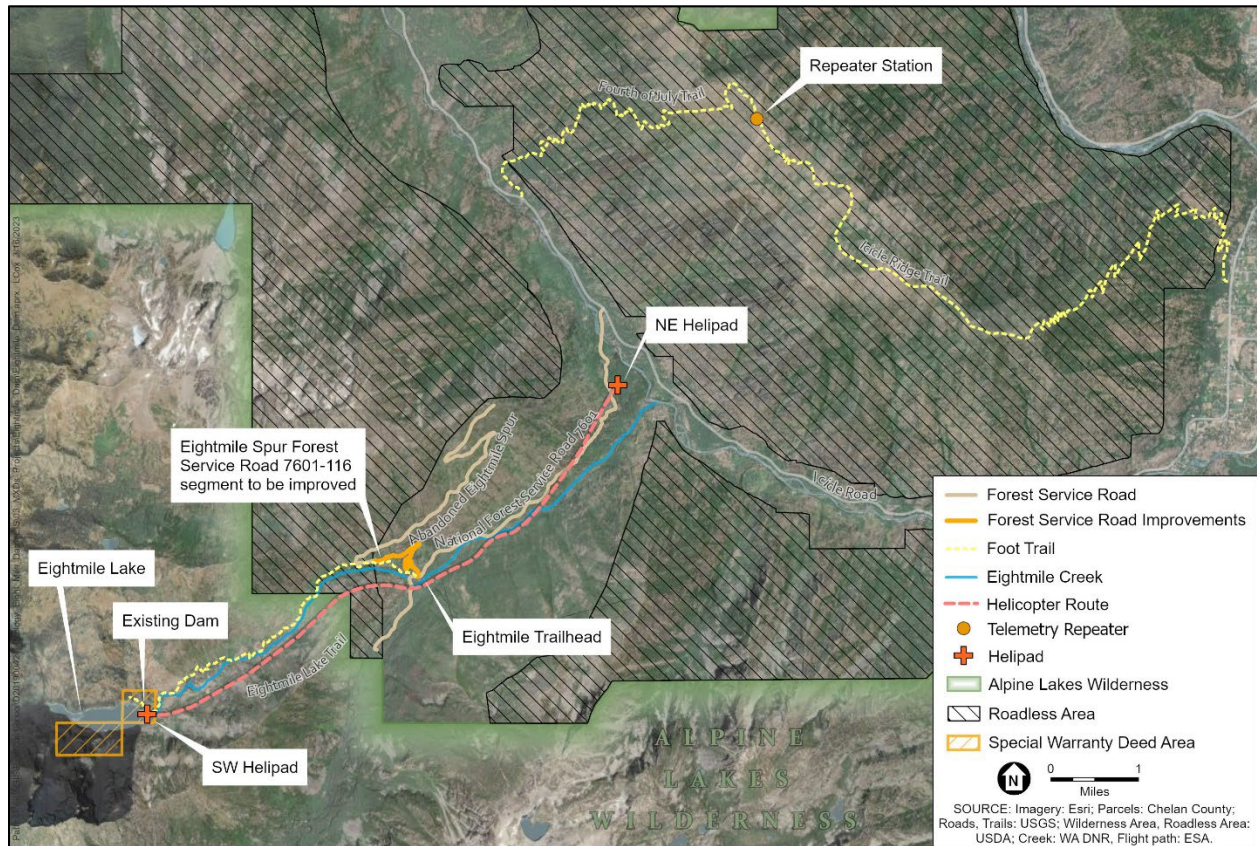 Repeater Station
Fourth of July Trail
Icicle Ridge Trail
NE Helipad
Eightmile Spur Forest
Service Road 7601-116
segment to be improved
Abandoned Eightmile Spur
National Forest Service Road 7601
Icicle Road
Eightmile Lake
Existing Dam
Eightmile Trailhead
Eightmile Lake Trail
SW Helipad
ALPINE
LAKES
WILDERNESS
Forest Service Road
Forest Service Road Improvements
Foot Trail
Eightmile Creek
Helicopter Route
Telemetry Repeater
Helipad
Alpine Lakes Wilderness
Roadless Area
Special Warranty Deed Area
N
0 1
Miles
SOURCE: Imagery: Esri; Parcels: Chelan County;
Roads, Trails: USGS; Wilderness Area, Roadless Area:
USDA; Creek: WA DNR, Flight path: ESA.